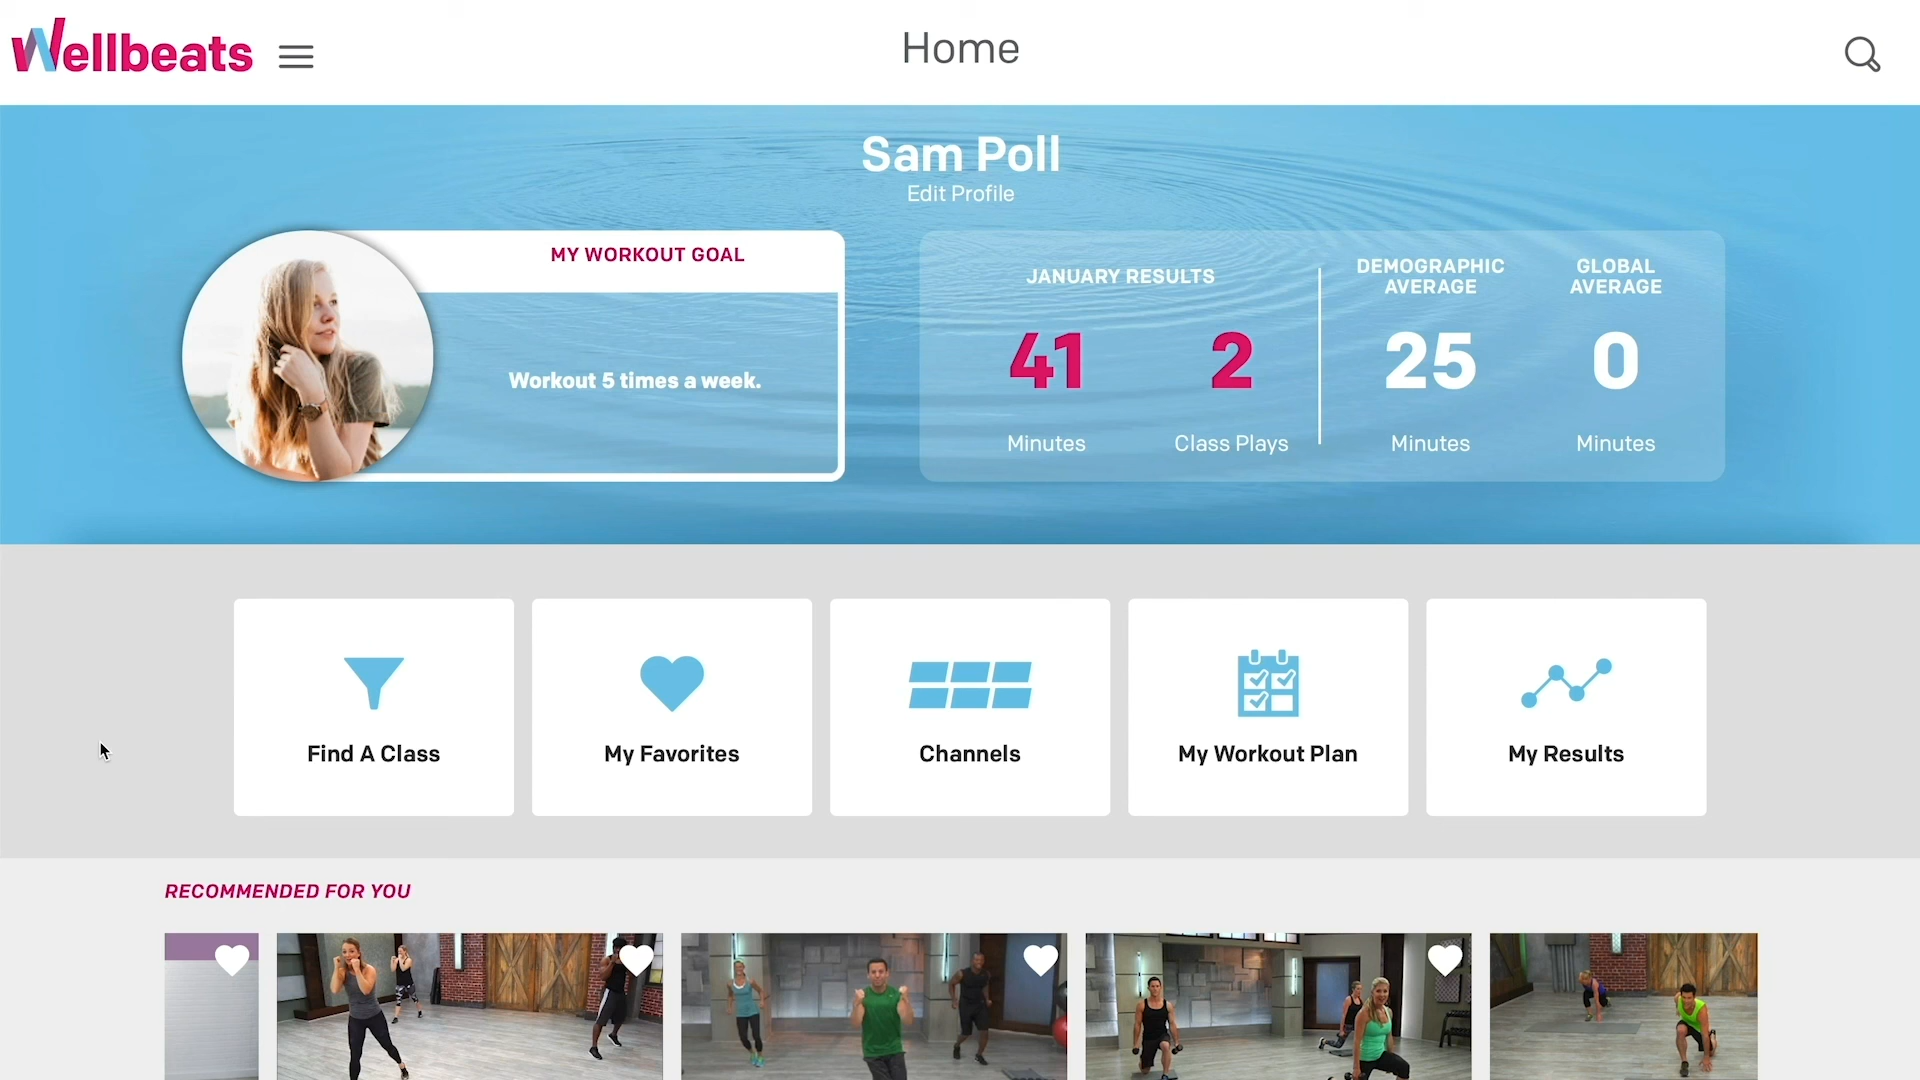 Wellbeats
Home
Sam Poll
Edit Profile
MY WORKOUT GOAL
Workout 5 times a week.
JANUARY RESULTS
41
Minutes
2
Class Plays
DEMOGRAPHIC
AVERAGE
25
Minutes
GLOBAL
AVERAGE
0
Minutes
Find A Class
My Favorites
Channels
My Workout Plan
My Results
RECOMMENDED FOR YOU